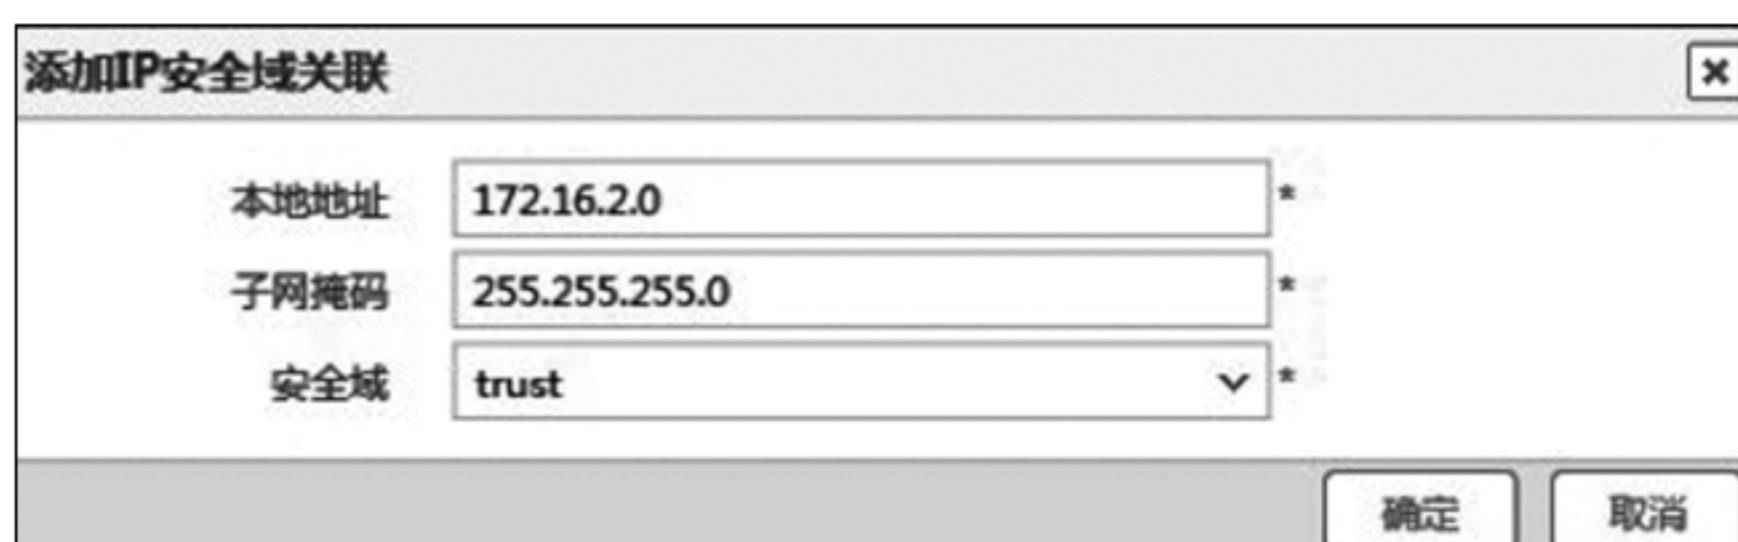 添加IP安全域关联
本地地址 172.16.2.0 *
子网掩码 255.255.255.0 *
安全域 trust *
确定 取消